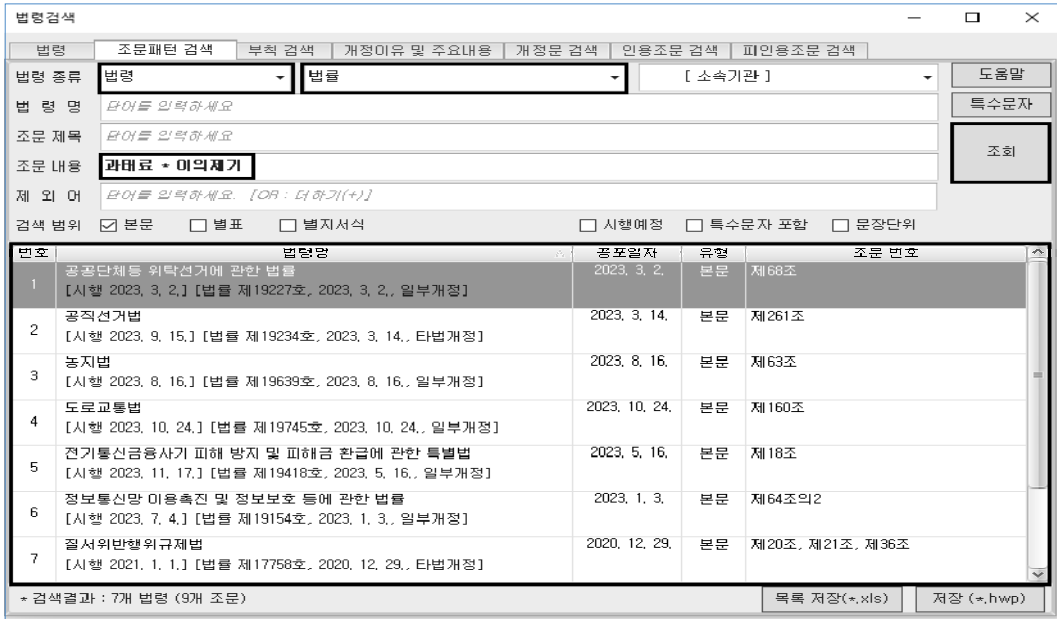 법령검색
법령 조문패턴 검색 부칙 검색 개정이유 및 주요내용 개정문 검색 인용조문 검색 피인용조문 검색
법령 종류 법령 법률 [ 소속기관 ] 도움말
법 령 명 단어를 입력하세요 특수문자
조문 제목 단어를 입력하세요
조문 내용 과태료 * 이의제기 조회
제 외 어 단어를 입력하세요. [OR : 더하기(+)]
검색 범위 본문 별표 별지서식 시행예정 특수문자 포함 문장단위
번호 법령명 공포일자 유형 조문 번호
1 공공단체등 위탁선거에 관한 법률 2023. 3. 2. 본문 제68조
[시행 2023. 3. 2.] [법률 제19227호, 2023. 3. 2., 일부개정]
2 공직선거법 2023. 3. 14. 본문 제261조
[시행 2023. 9. 15.] [법률 제19234호, 2023. 3. 14., 타법개정]
3 농지법 2023. 8. 16. 본문 제63조
[시행 2023. 8. 16.] [법률 제19639호, 2023. 8. 16., 일부개정]
4 도로교통법 2023. 10. 24. 본문 제160조
[시행 2023. 10. 24.] [법률 제19745호, 2023. 10. 24., 일부개정]
5 전기통신금융사기 피해 방지 및 피해금 환급에 관한 특별법 2023. 5. 16. 본문 제18조
[시행 2023. 11. 17.] [법률 제19418호, 2023. 5. 16., 일부개정]
6 정보통신망 이용촉진 및 정보보호 등에 관한 법률 2023. 1. 3. 본문 제64조의2
[시행 2023. 7. 4.] [법률 제19154호, 2023. 1. 3., 일부개정]
7 질서위반행위규제법 2020. 12. 29. 본문 제20조, 제21조, 제36조
[시행 2021. 1. 1.] [법률 제17758호, 2020. 12. 29., 타법개정]
* 검색결과 : 7개 법령 (9개 조문) 목록 저장(*.xls) 저장 (*.hwp)